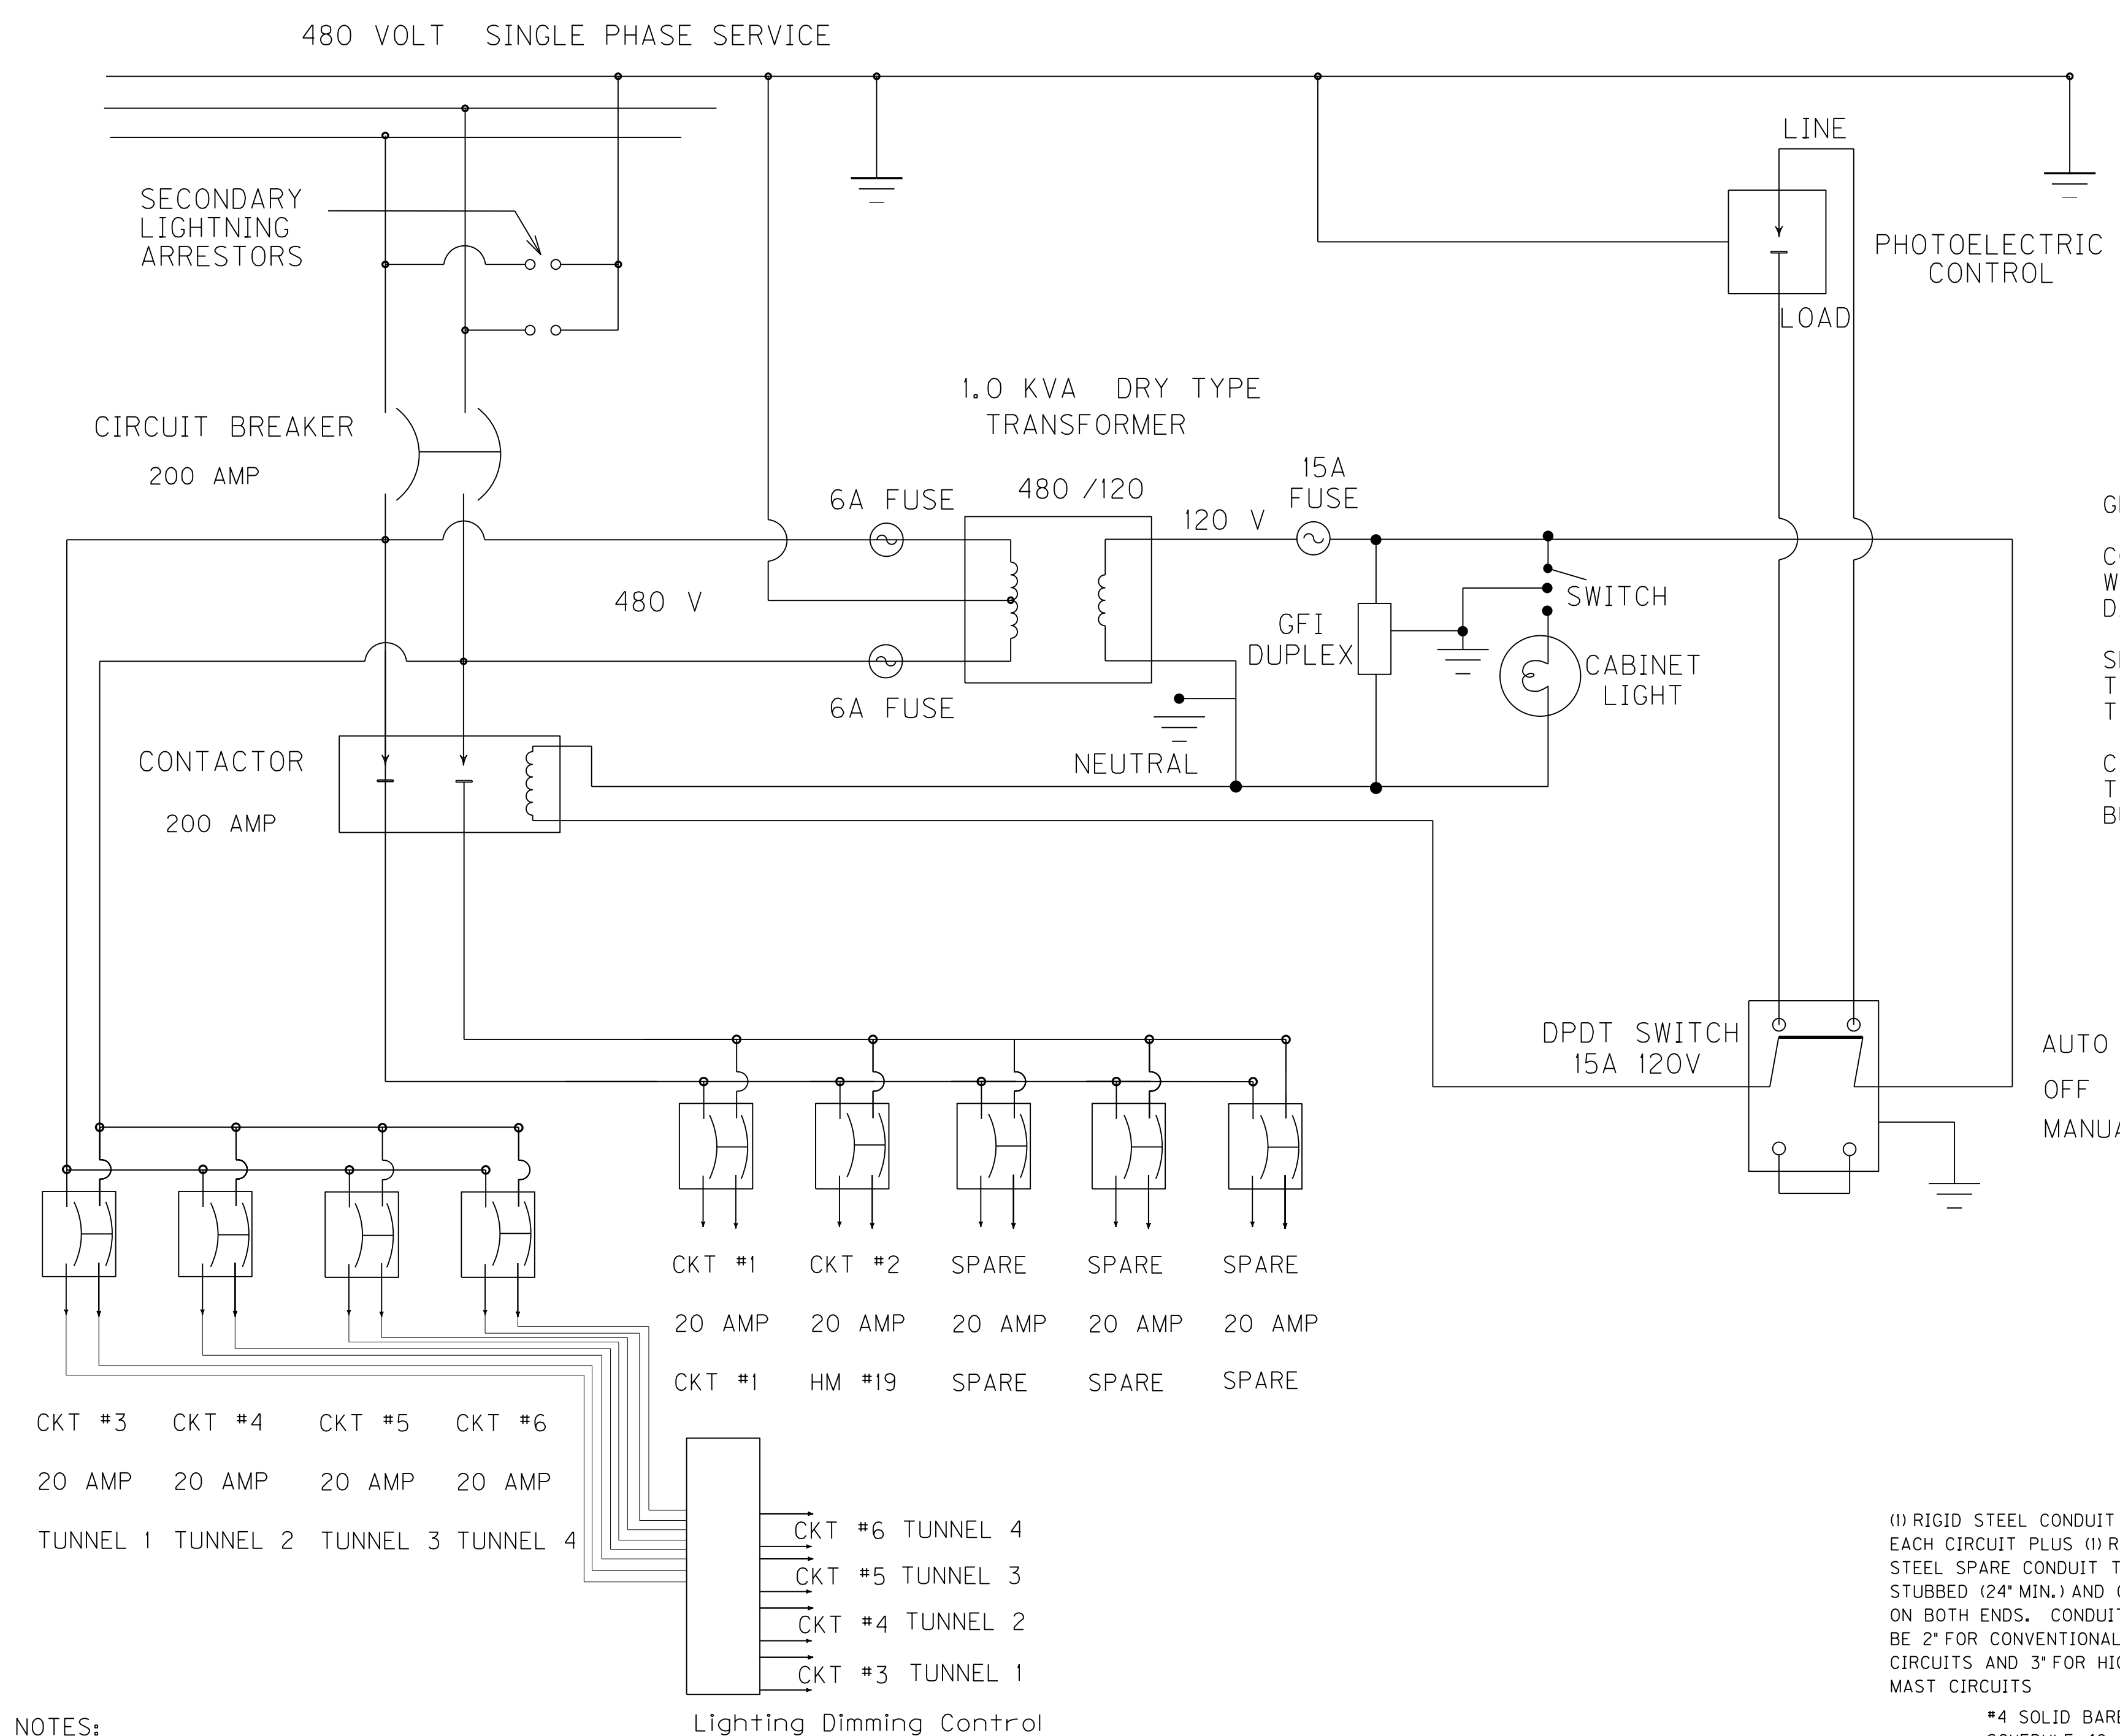 480 VOLT SINGLE PHASE SERVICE
LINE
SECONDARY
LIGHTNING
ARRESTORS
PHOTOELECTRIC
CONTROL
LOAD
1.0 KVA DRY TYPE
TRANSFORMER
CIRCUIT BREAKER
200 AMP
6A FUSE
480 /120
15A
FUSE
120 V
480 V
SWITCH
GFI
DUPLEX
CABINET
LIGHT
6A FUSE
NEUTRAL
CONTACTOR
200 AMP
DPDT SWITCH
15A 120V
AUTO
OFF
CKT #1 CKT #2 SPARE SPARE SPARE
20 AMP 20 AMP 20 AMP 20 AMP 20 AMP
CKT #1 HM #19 SPARE SPARE SPARE
CKT #3 CKT #4 CKT #5 CKT #6
20 AMP 20 AMP 20 AMP 20 AMP
TUNNEL 1 TUNNEL 2 TUNNEL 3 TUNNEL 4
CKT #6 TUNNEL 4
CKT #5 TUNNEL 3
CKT #4 TUNNEL 2
CKT #3 TUNNEL 1
Lighting Dimming Control
(1) RIGID STEEL CONDUIT
EACH CIRCUIT PLUS (1)
STEEL SPARE CONDUIT
STUBBED (24" MIN.) AND
ON BOTH ENDS. CONDUIT
BE 2" FOR CONVENTIONAL
CIRCUITS AND 3" FOR
MAST CIRCUITS
#4 SOLID
NOTES: